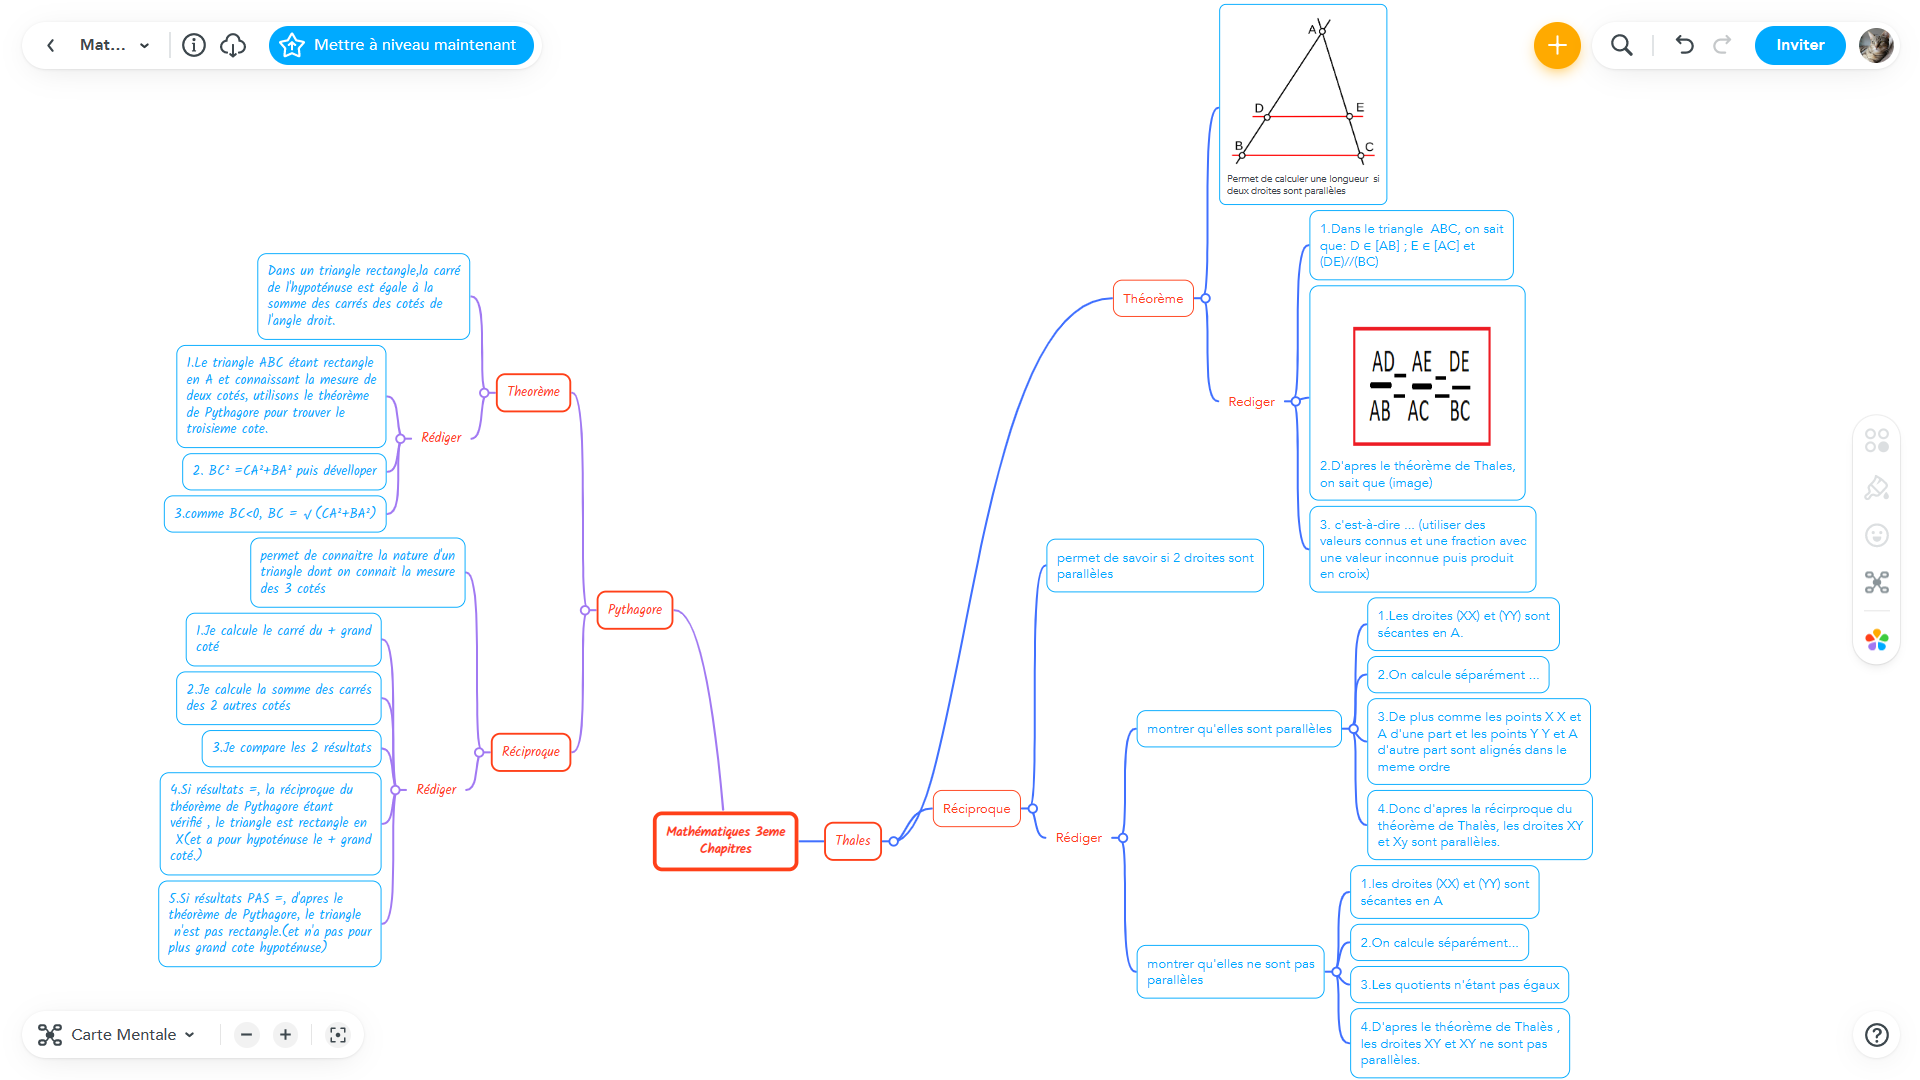 Mat...
Mettre à niveau maintenant
Inviter
A
D
E
B
C
Permet de calculer une longueur si
deux droites sont parallèles
1.Dans le triangle ABC, on sait
que: D ∈ [AB] ; E ∈ [AC] et
(DE)//(BC)
Théorème
AD = AE = DE
AB AC BC
2.D'apres le théorème de Thales,
on sait que (image)
Rediger
3. c'est-à-dire ... (utiliser des
valeurs connus et une fraction avec
une valeur inconnue puis produit
en croix)
Dans un triangle rectangle,la carré
de l'hypoténuse est égale à la
somme des carrés des cotés de
l'angle droit.
Theorème
1.Le triangle ABC étant rectangle
en A et connaissant la mesure de
deux cotés, utilisons le théorème
de Pythagore pour trouver le
troisieme cote.
Rédiger
2. BC² =CA²+BA² puis dévelloper
3.comme BC<0, BC = √ (CA²+BA²)
permet de connaitre la nature d'un
triangle dont on connait la mesure
des 3 cotés
Pythagore
1.Je calcule le carré du + grand
coté
2.Je calcule la somme des carrés
des 2 autres cotés
3.Je compare les 2 résultats
Réciproque
Rédiger
4.Si résultats =, la réciproque du
théorème de Pythagore étant
vérifié , le triangle est rectangle en
X(et a pour hypoténuse le + grand
coté.)
5.Si résultats PAS =, d'apres le
théorème de Pythagore, le triangle
n'est pas rectangle.(et n'a pas pour
plus grand cote hypoténuse)
Mathématiques 3eme
Chapitres
Thales
Réciproque
permet de savoir si 2 droites sont
parallèles
Rédiger
montrer qu'elles sont parallèles
1.Les droites (XX) et (YY) sont
sécantes en A.
2.On calcule séparément ...
3.De plus comme les points X X et
A d'une part et les points Y Y et A
d'autre part sont alignés dans le
meme ordre
4.Donc d'apres la récirproque du
théorème de Thalès, les droites XY
et Xy sont parallèles.
montrer qu'elles ne sont pas
parallèles
1.les droites (XX) et (YY) sont
sécantes en A
2.On calcule séparément...
3.Les quotients n'étant pas égaux
4.D'apres le théorème de Thalès ,
les droites XY et XY ne sont pas
parallèles.
Carte Mentale